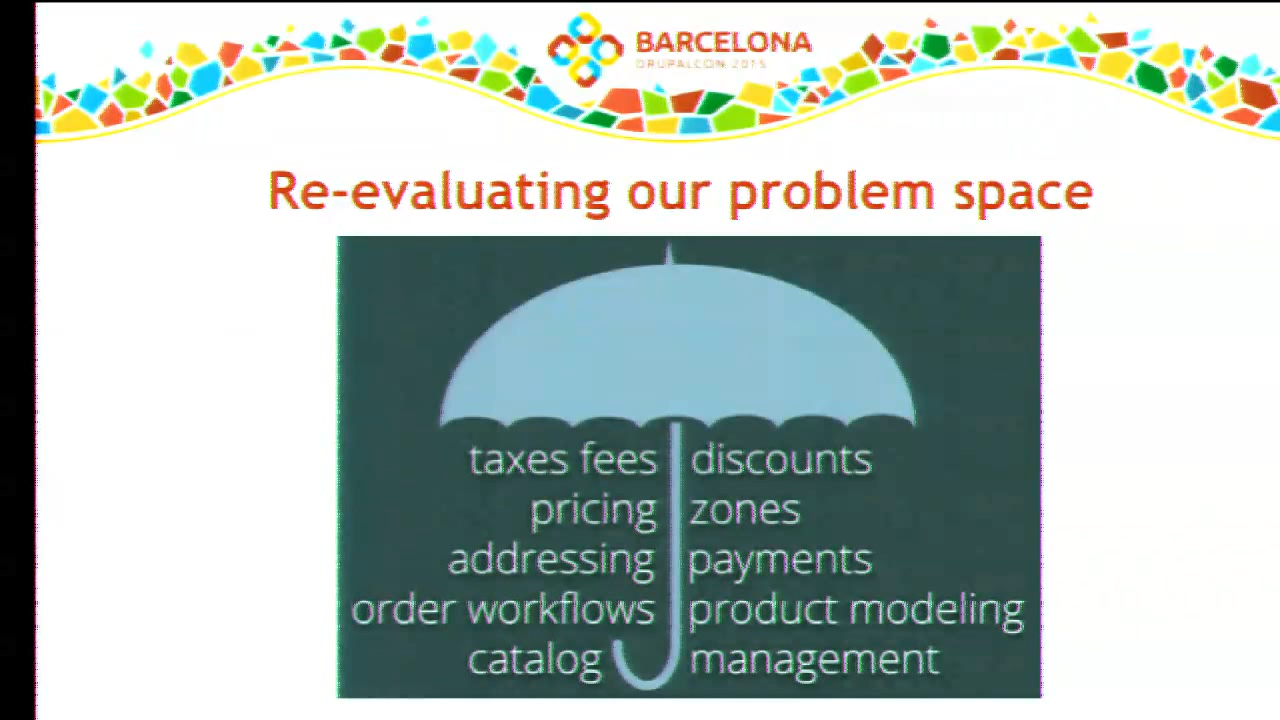 BARCELONA
DRUPALCON 2015
Re-evaluating our problem space
taxes fees discounts
pricing zones
addressing payments
order workflows product modeling
catalog management